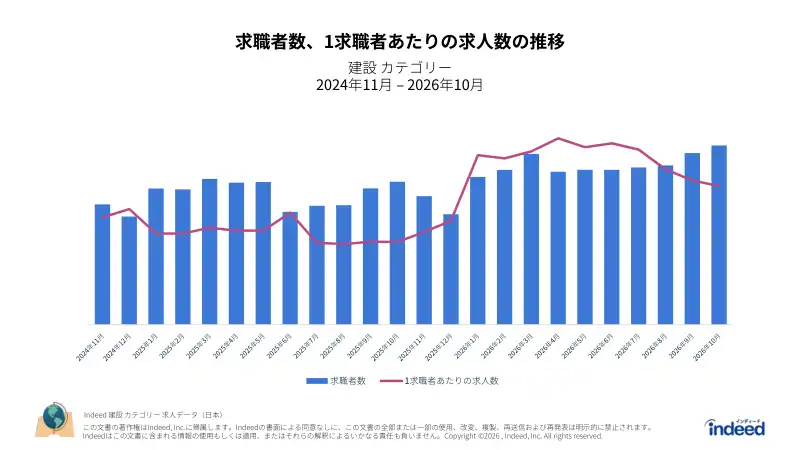 求職者数、1求職者あたりの求人数の推移
建設 カテゴリー
2024年11月 – 2026年10月
2024年11月
2024年12月
2025年1月
2025年2月
2025年3月
2025年4月
2025年5月
2025年6月
2025年7月
2025年8月
2025年9月
2025年10月
2025年11月
2025年12月
2026年1月
2026年2月
2026年3月
2026年4月
2026年5月
2026年6月
2026年7月
2026年8月
2026年9月
2026年10月
求職者数
1求職者あたりの求人数
Indeed 建設 カテゴリー 求人データ（日本）
この文書の著作権はIndeed, Inc.に帰属します。Indeedの書面による同意なしに、この文書の全部または一部の使用、改変、複製、再送信および再発表は明示的に禁止されます。
Indeedはこの文書に含まれる情報の使用もしくは適用、またはそれらの解釈によるいかなる責任も負いません。Copyright ©2026 , Indeed, Inc. All rights reserved.
インディード
indeed